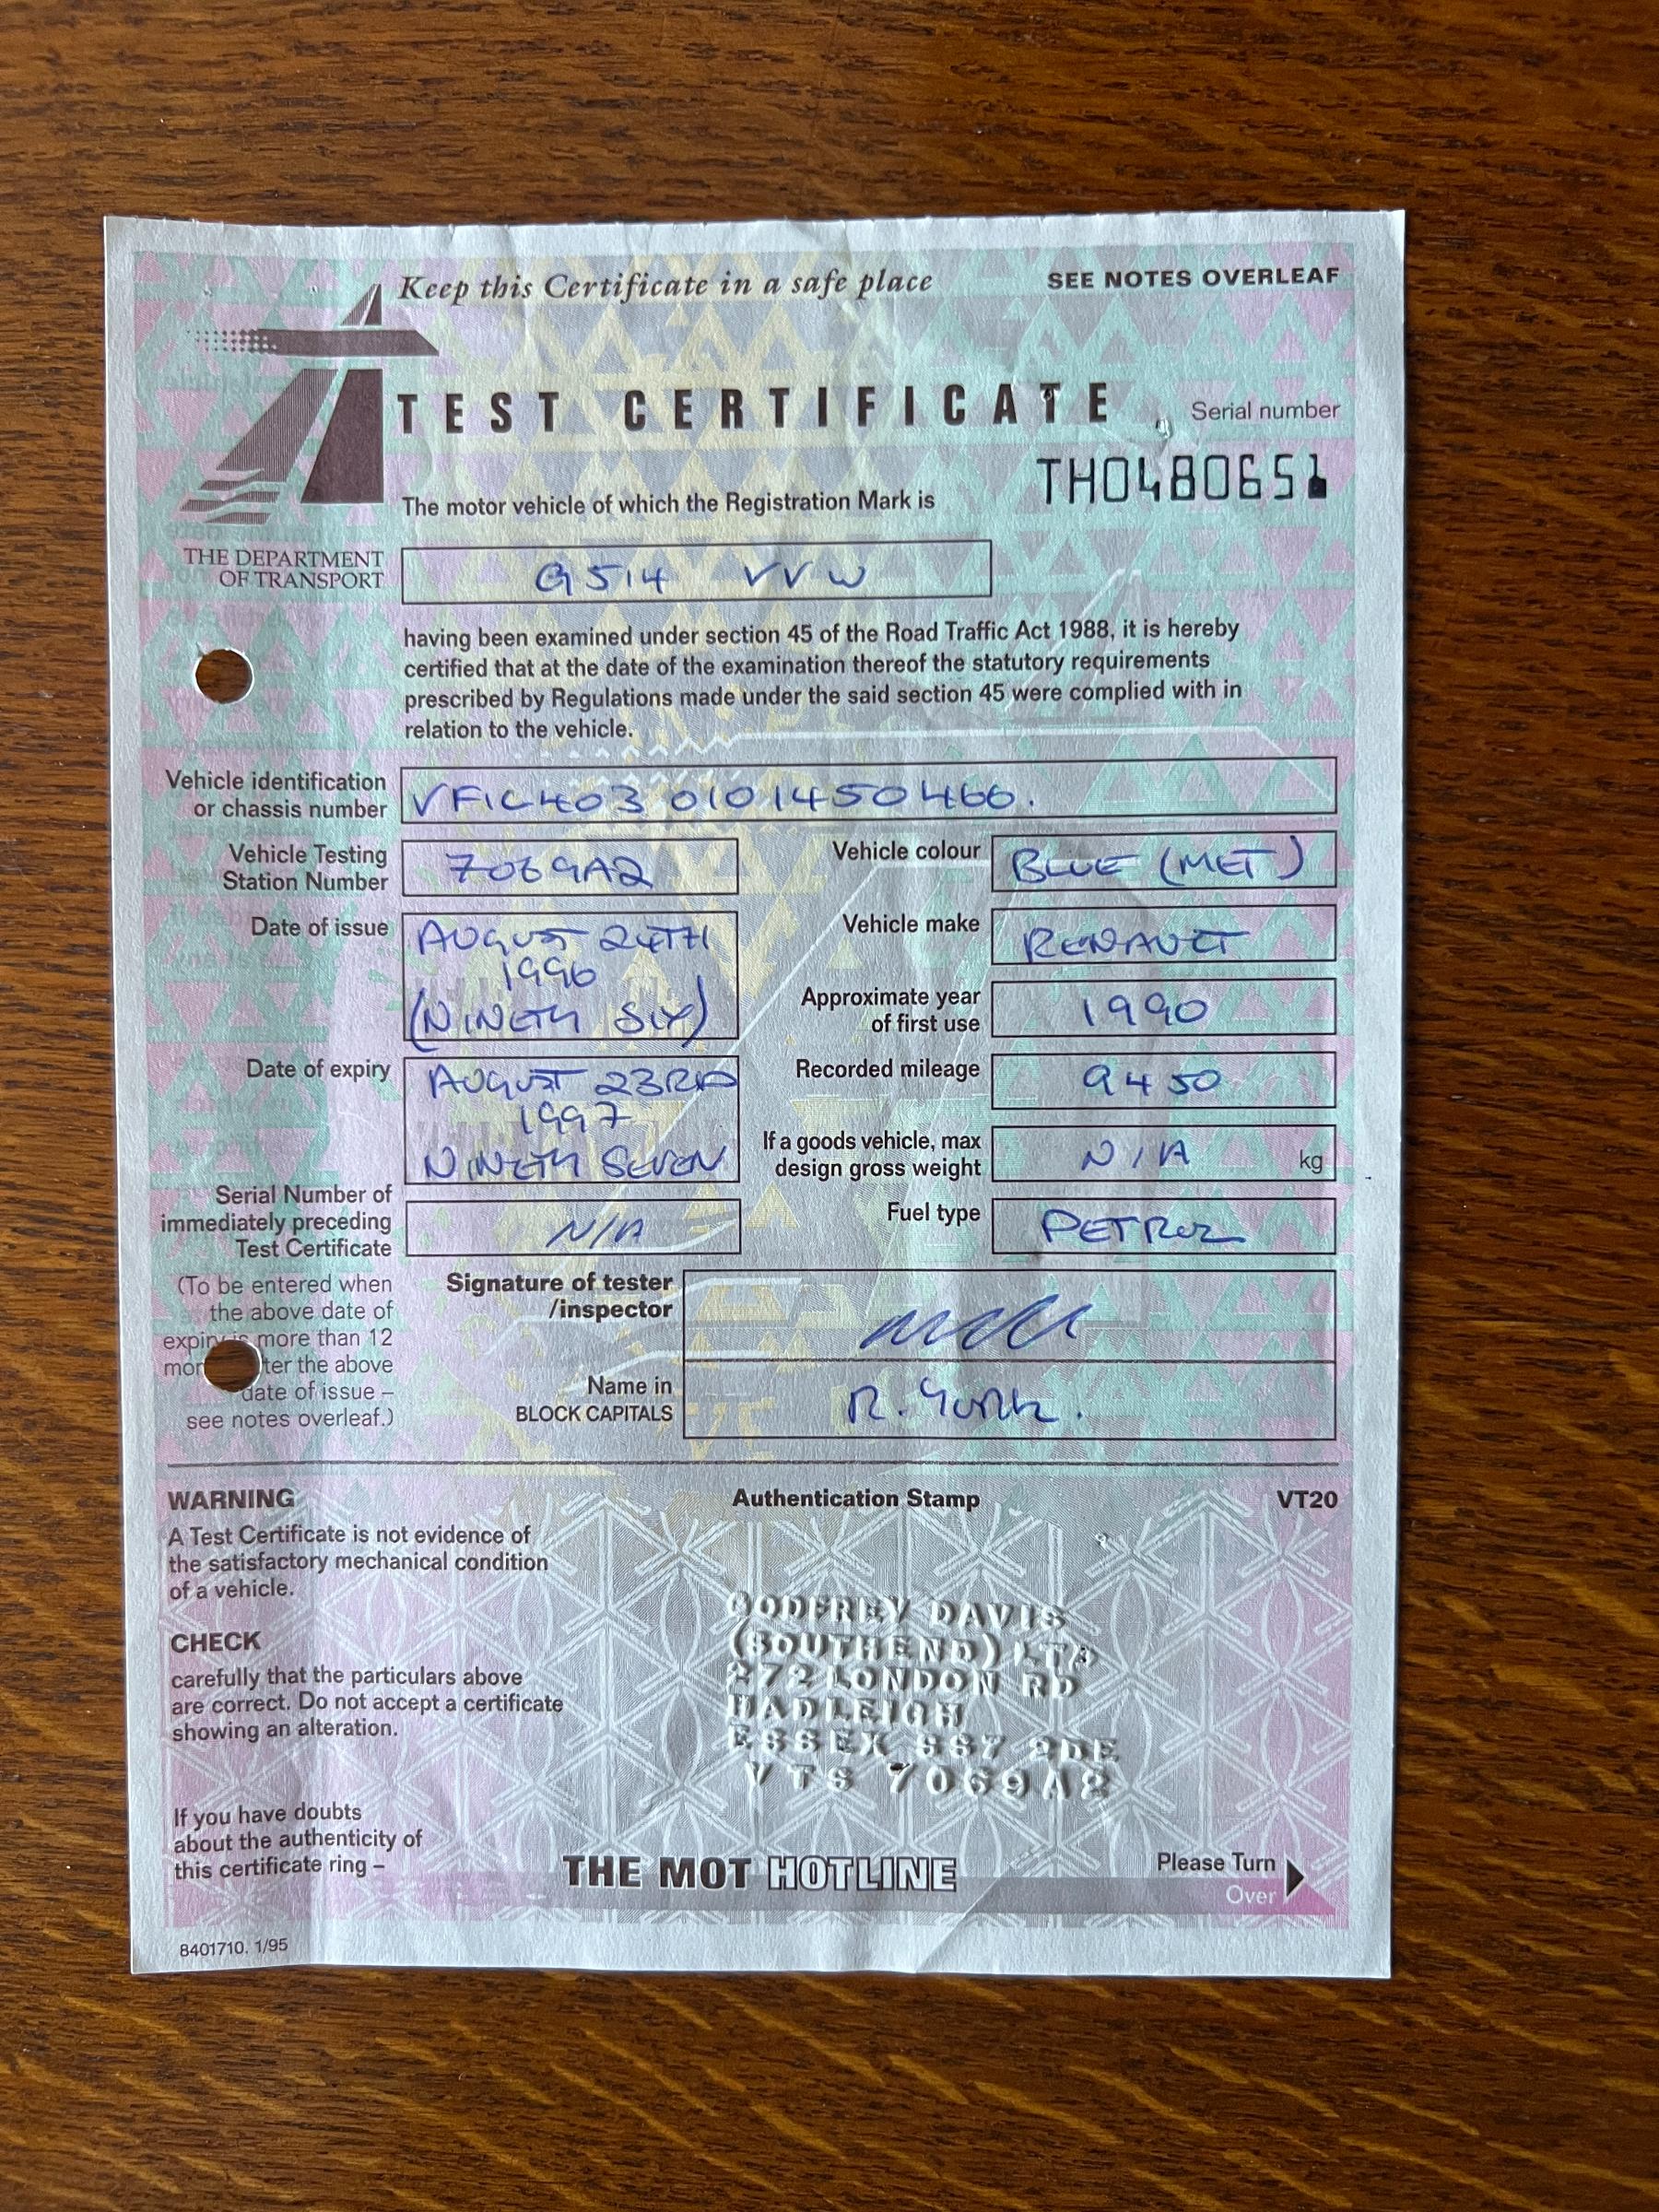 Keep this Certificate in a safe place
SEE NOTES OVERLEAF
TEST CERTIFICATE
Serial number
TH0480651
The motor vehicle of which the Registration Mark is
THE DEPARTMENT
OF TRANSPORT
G514 VVW
having been examined under section 45 of the Road Traffic Act 1988, it is hereby
certified that at the date of the examination thereof the statutory requirements
prescribed by Regulations made under the said section 45 were complied with in
relation to the vehicle.
Vehicle identification
or chassis number
VF1C403 0101450466.
Vehicle Testing
Station Number
7069A2
Vehicle colour
BLUE (MET)
Date of issue
AUGUST 24TH
1996
(NINETY SIX)
Vehicle make
RENAULT
Approximate year
of first use
1990
Date of expiry
AUGUST 23RD
1997
NINETY SEVEN
Recorded mileage
9450
If a goods vehicle, max
design gross weight
N/A
kg
Serial Number of
immediately preceding
Test Certificate
N/A
Fuel type
PETROL
(To be entered when
the above date of
expiry is more than 12
mor ter the above
date of issue –
see notes overleaf.)
Signature of tester
/inspector
Name in
BLOCK CAPITALS
R. York.
WARNING
A Test Certificate is not evidence of
the satisfactory mechanical condition
of a vehicle.
CHECK
carefully that the particulars above
are correct. Do not accept a certificate
showing an alteration.
If you have doubts
about the authenticity of
this certificate ring –
Authentication Stamp
VT20
GODFREY DAVIS
(SOUTHEND) LTD
272 LONDON RD
HADLEIGH
ESSEX SS7 2DE
VTS 7069A2
THE MOT HOTLINE
Please Turn
Over
8401710. 1/95